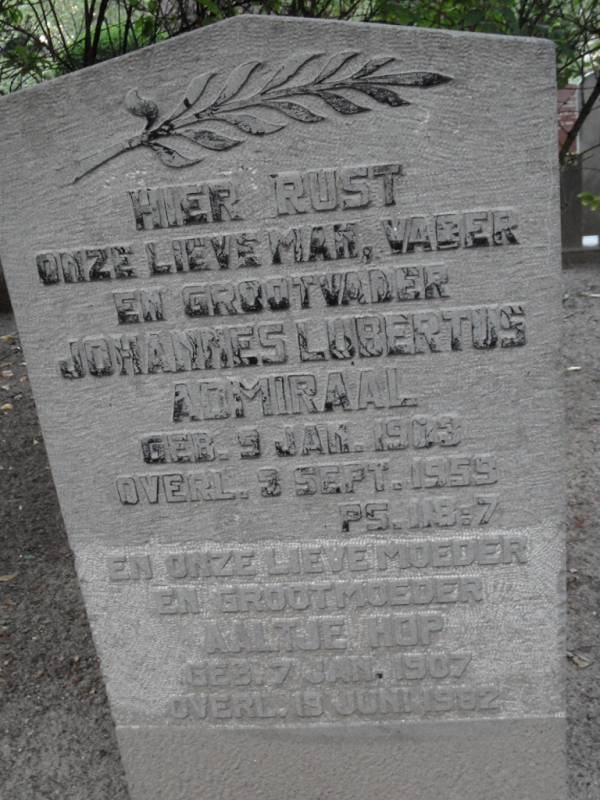 HIER RUST
ONZE LIEVE MAN, VADER
EN GROOTVADER
JOHANNES LUBERTUS
ADMIRAAL
GEB. 9 JAN. 1903
OVERL. 3 SEPT. 1959
PS. 118:7
EN ONZE LIEVE MOEDER
EN GROOTMOEDER
AALTJE HOP
GEB. 7 JAN. 1907
OVERL. 19 JUNI 1982